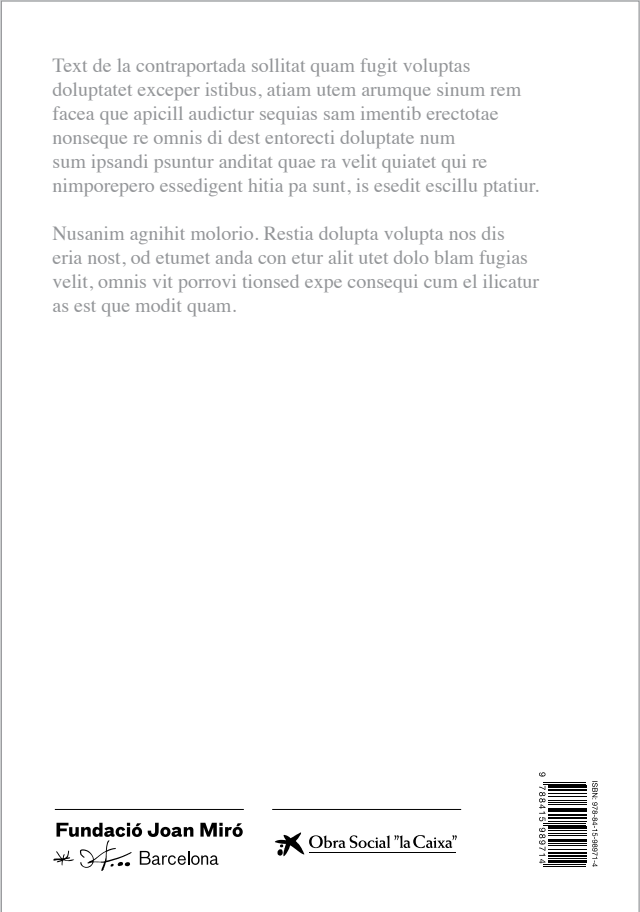 Text de la contraportada sollitat quam fugit voluptas
doluptatet exceper istibus, atiam utem arumque sinum rem
facea que apicill audictur sequias sam imentib erectotae
nonseque re omnis di dest entorecti doluptate num
sum ipsandi psuntur anditat quae ra velit quiatet qui re
nimporepero essedigent hitia pa sunt, is esedit escillu ptatiur.
Nusanim agnihit molorio. Restia dolupta volupta nos dis
eria nost, od etumet anda con etur alit utet dolo blam fugias
velit, omnis vit porrovi tionsed expe consequi cum el ilicatur
as est que modit quam.
Fundació Joan Miró
Barcelona
Obra Social ”la Caixa”
9 788415 989714
ISBN: 978-84-15-98971-4